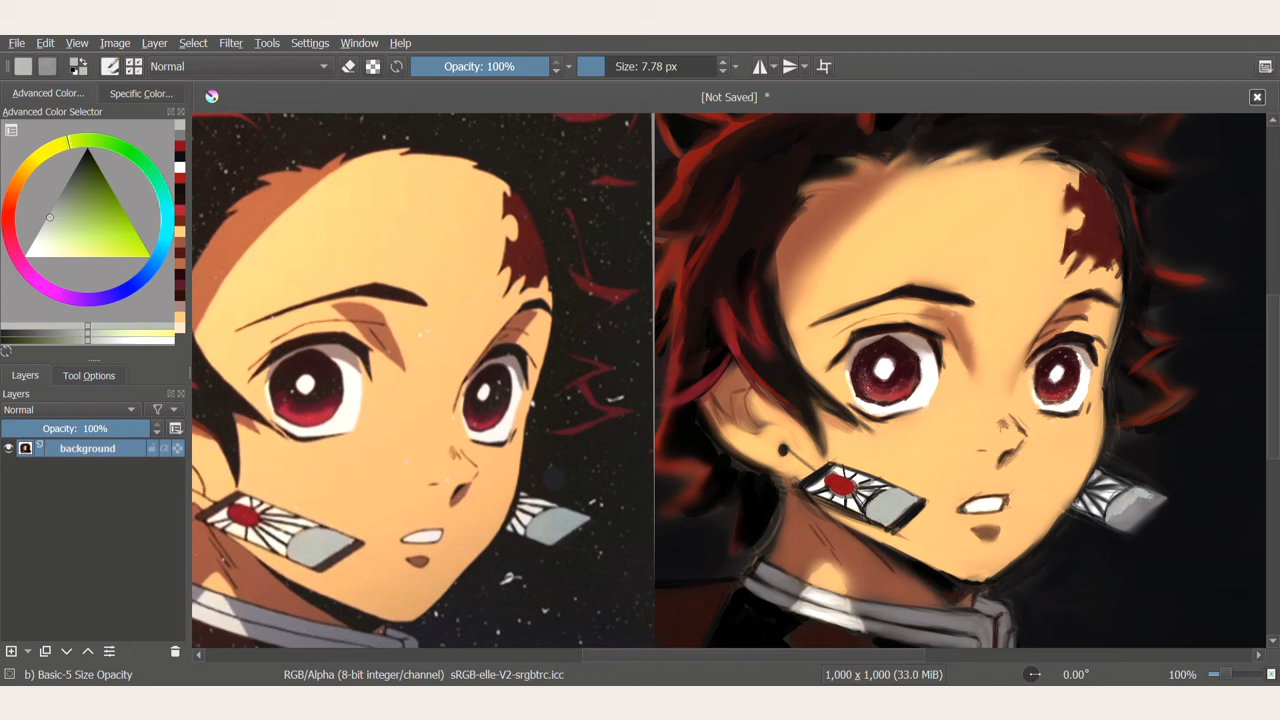 File Edit View Image Layer Select Filter Tools Settings Window Help
Normal Opacity: 100% Size: 7.78 px
Advanced Color... Specific Color... [Not Saved] *
Advanced Color Selector
Layers Tool Options
Layers
Normal
Opacity: 100%
background
b) Basic-5 Size Opacity RGB/Alpha (8-bit integer/channel) sRGB-elle-V2-srgbtrc.icc 1,000 x 1,000 (33.0 MiB) 0.00° 100%